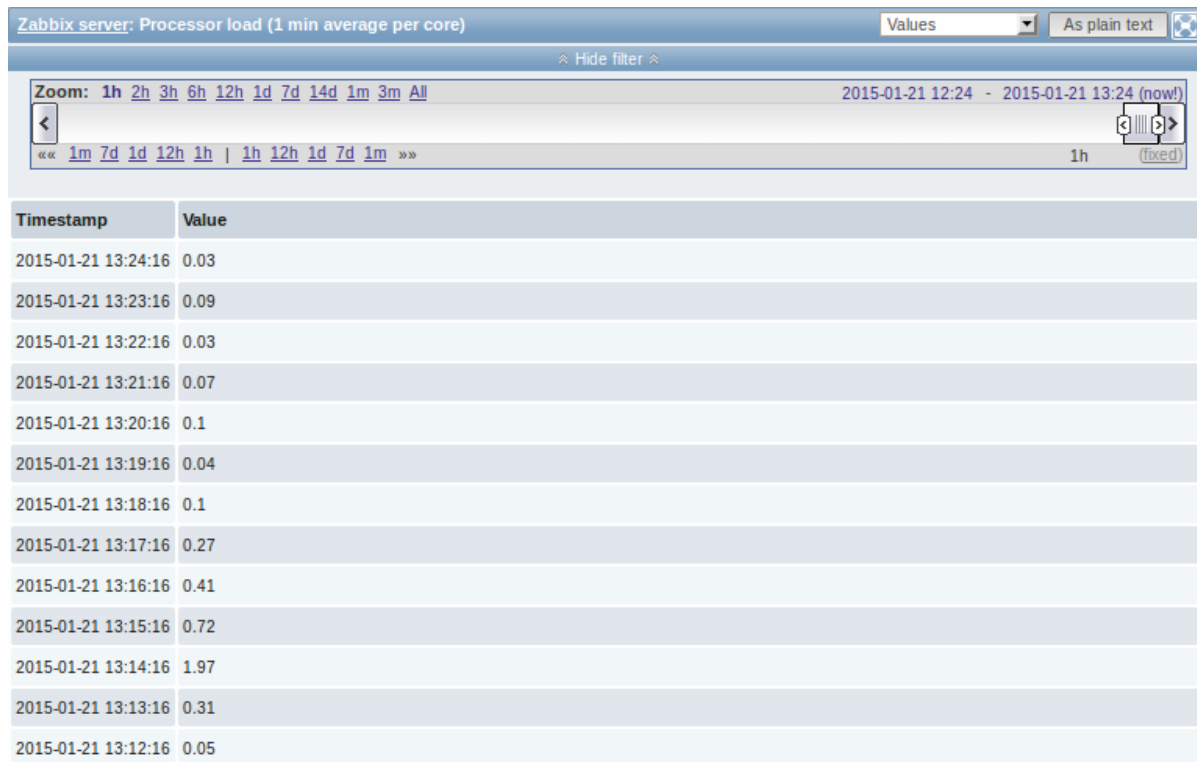 Zabbix server: Processor load (1 min average per core) Values As plain text
Hide filter
Zoom: 1h 2h 3h 6h 12h 1d 7d 14d 1m 3m All 2015-01-21 12:24 - 2015-01-21 13:24 (now!)
«« 1m 7d 1d 12h 1h | 1h 12h 1d 7d 1m »» 1h (fixed)
Timestamp Value
2015-01-21 13:24:16 0.03
2015-01-21 13:23:16 0.09
2015-01-21 13:22:16 0.03
2015-01-21 13:21:16 0.07
2015-01-21 13:20:16 0.1
2015-01-21 13:19:16 0.04
2015-01-21 13:18:16 0.1
2015-01-21 13:17:16 0.27
2015-01-21 13:16:16 0.41
2015-01-21 13:15:16 0.72
2015-01-21 13:14:16 1.97
2015-01-21 13:13:16 0.31
2015-01-21 13:12:16 0.05